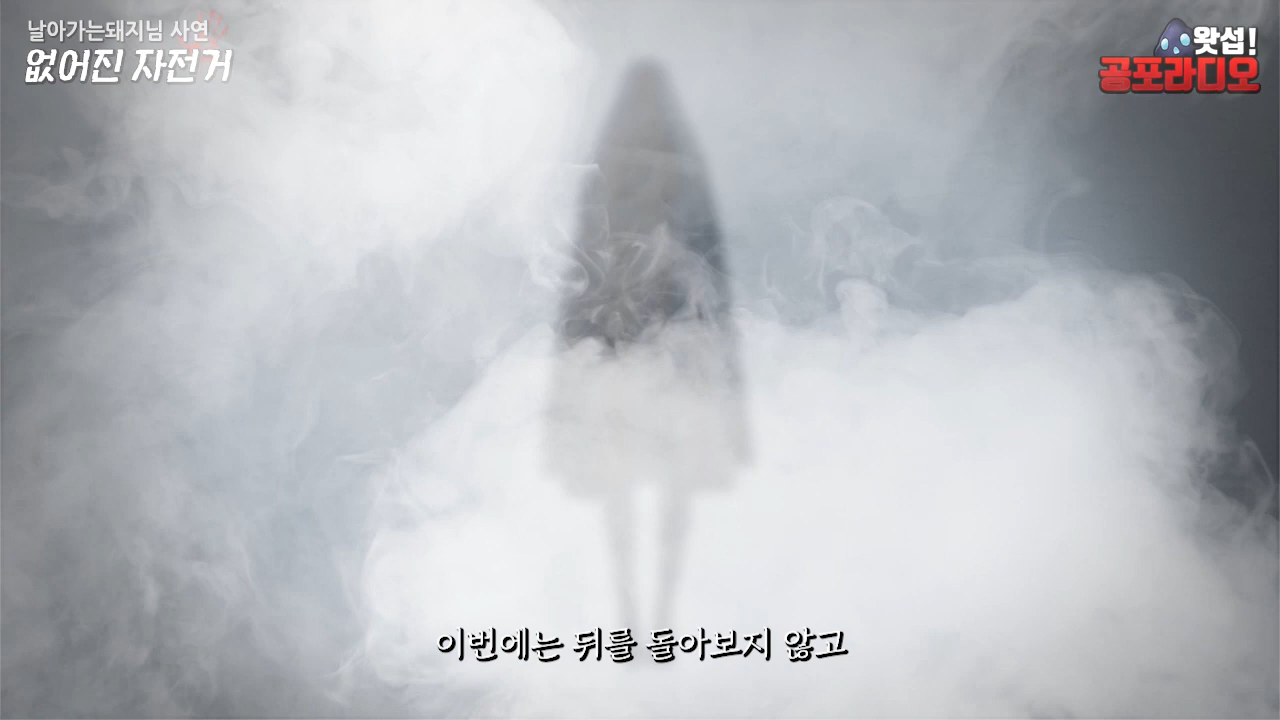 날아가는돼지님 사연
없어진 자전거
왓섭!
공포라디오
이번에는 뒤를 돌아보지 않고